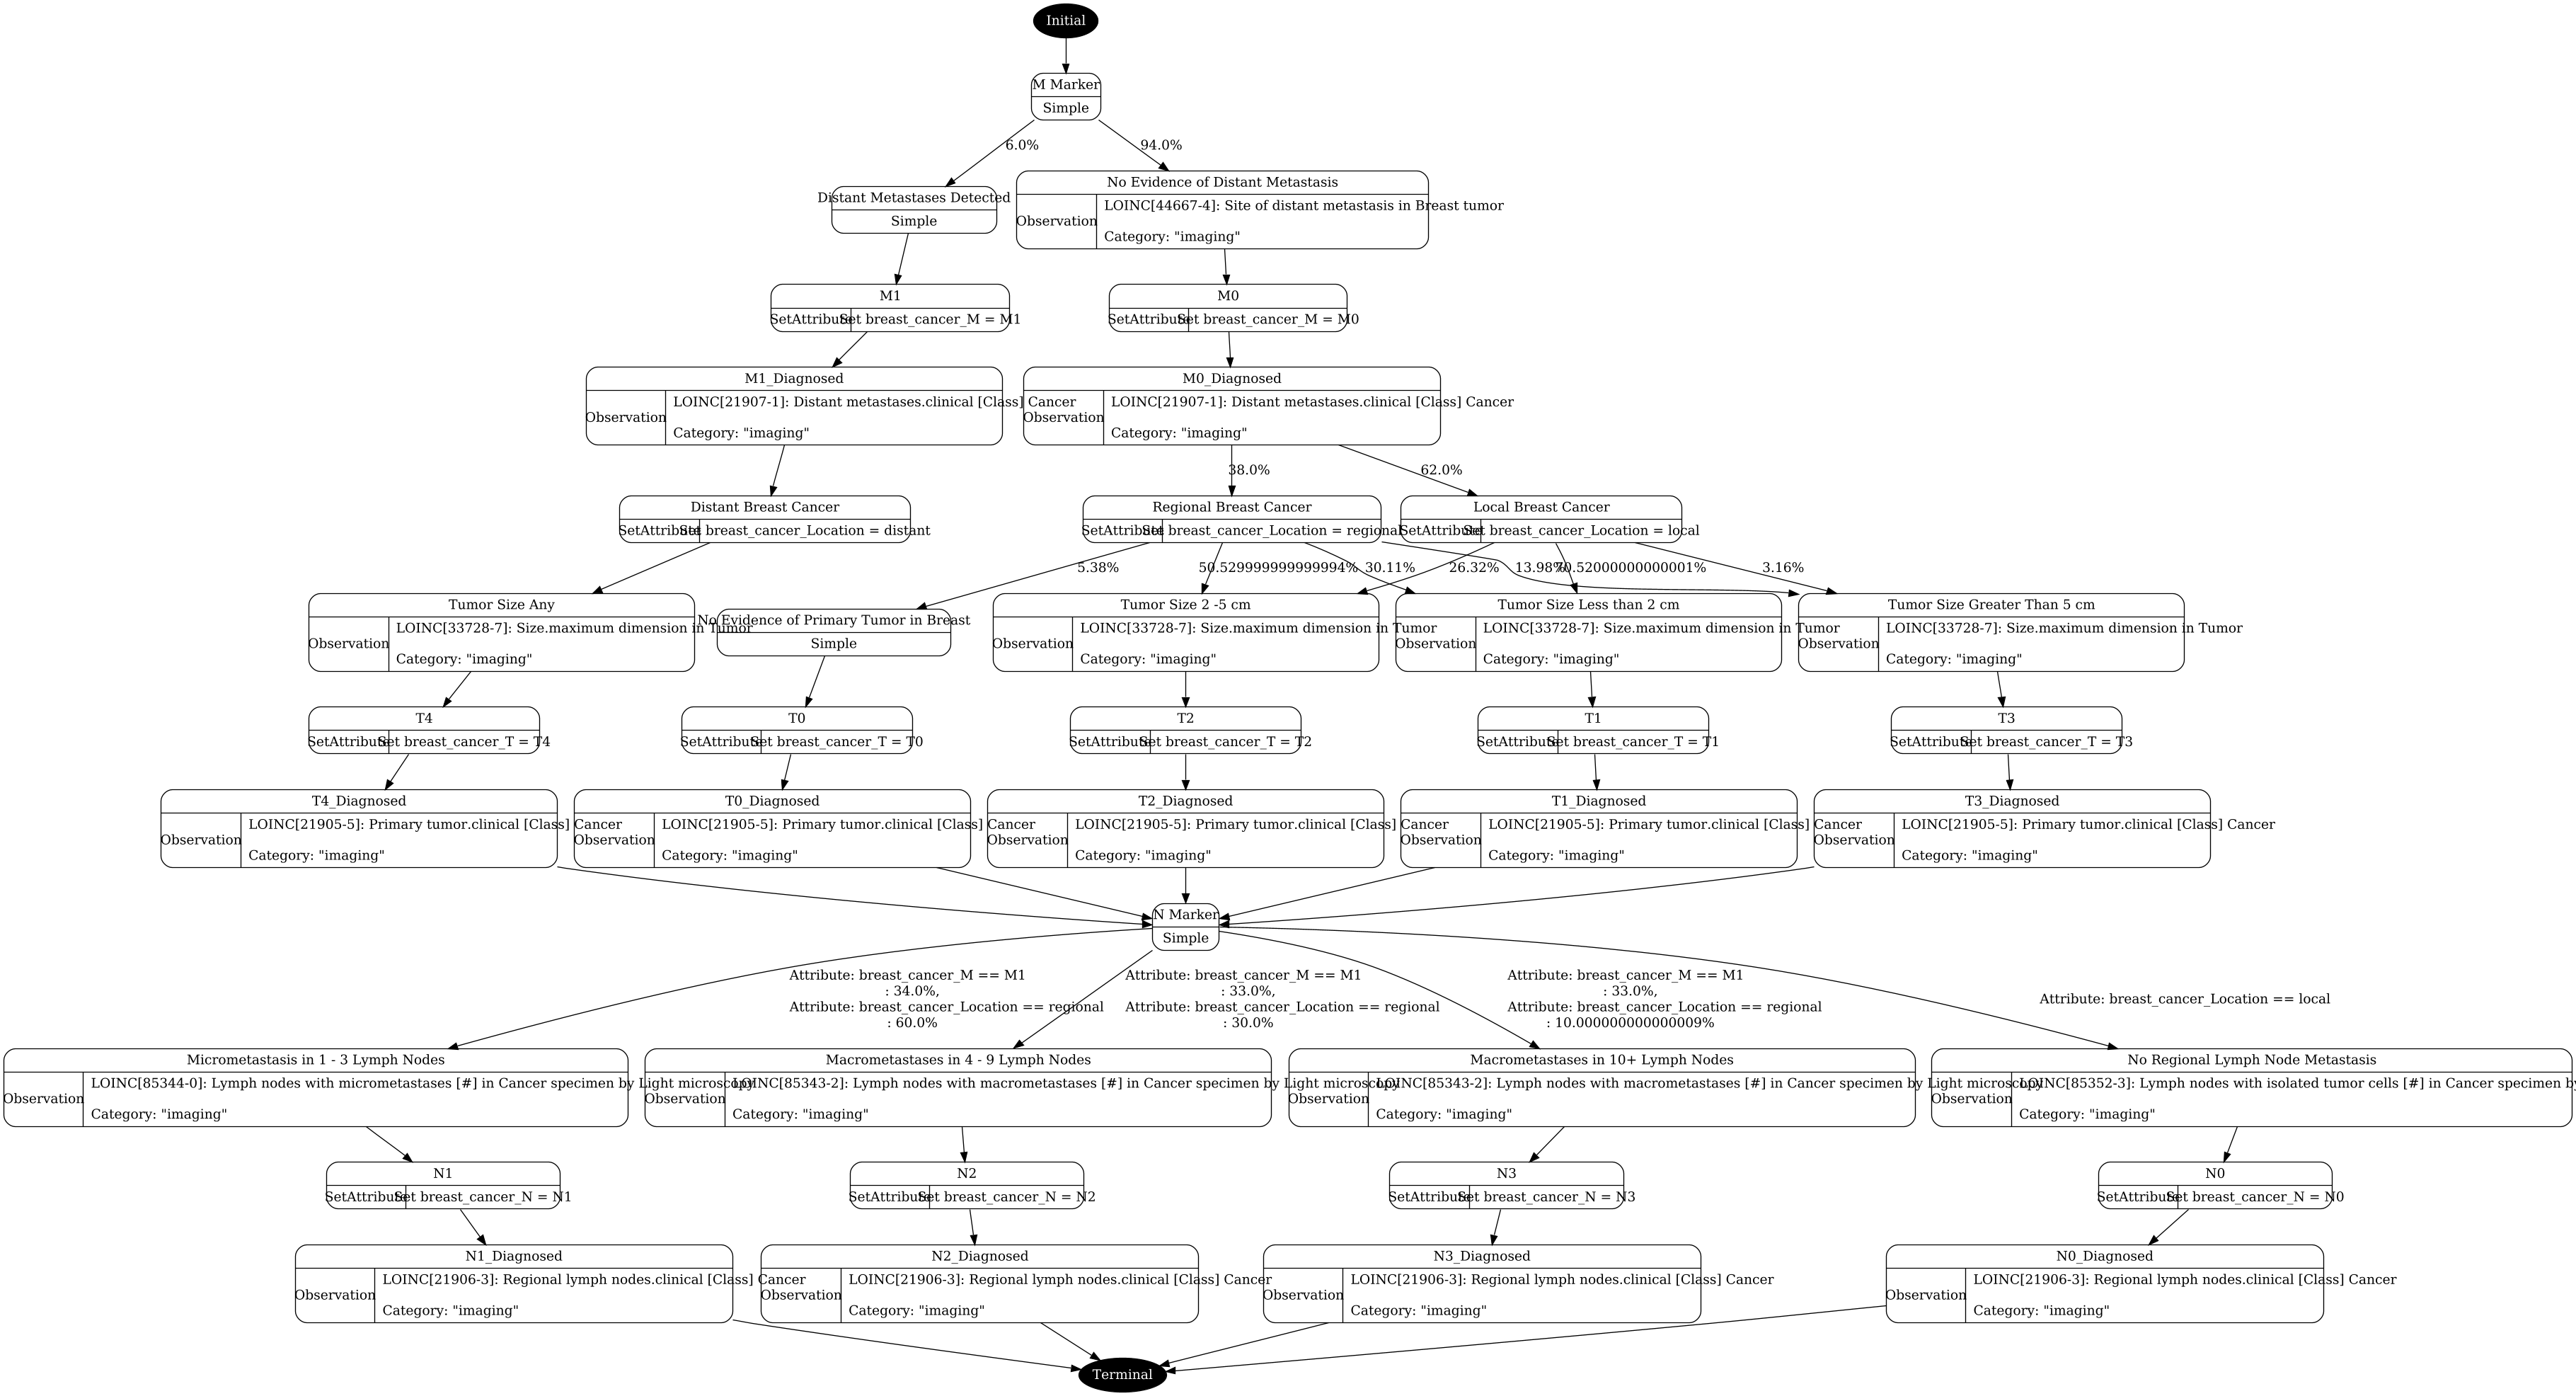 Initial
M Marker
Simple
6.0%
94.0%
Distant Metastases Detected
Simple
No Evidence of Distant Metastasis
Observation
LOINC[44667-4]: Site of distant metastasis in Breast tumor
Category: "imaging"
M1
SetAttribute
Set breast_cancer_M = M1
M0
SetAttribute
Set breast_cancer_M = M0
M1_Diagnosed
Observation
LOINC[21907-1]: Distant metastases.clinical [Class] Cancer
Category: "imaging"
M0_Diagnosed
Observation
LOINC[21907-1]: Distant metastases.clinical [Class] Cancer
Category: "imaging"
38.0%
62.0%
Distant Breast Cancer
SetAttribute
Set breast_cancer_Location = distant
Regional Breast Cancer
SetAttribute
Set breast_cancer_Location = regional
Local Breast Cancer
SetAttribute
Set breast_cancer_Location = local
5.38%
50.529999999999994%
30.11%
26.32%
13.98%
70.52000000000001%
3.16%
Tumor Size Any
Observation
LOINC[33728-7]: Size.maximum dimension in Tumor
Category: "imaging"
No Evidence of Primary Tumor in Breast
Simple
Tumor Size 2 -5 cm
Observation
LOINC[33728-7]: Size.maximum dimension in Tumor
Category: "imaging"
Tumor Size Less than 2 cm
Observation
LOINC[33728-7]: Size.maximum dimension in Tumor
Category: "imaging"
Tumor Size Greater Than 5 cm
Observation
LOINC[33728-7]: Size.maximum dimension in Tumor
Category: "imaging"
T4
SetAttribute
Set breast_cancer_T = T4
T0
SetAttribute
Set breast_cancer_T = T0
T2
SetAttribute
Set breast_cancer_T = T2
T1
SetAttribute
Set breast_cancer_T = T1
T3
SetAttribute
Set breast_cancer_T = T3
T4_Diagnosed
Observation
LOINC[21905-5]: Primary tumor.clinical [Class] Cancer
Category: "imaging"
T0_Diagnosed
Observation
LOINC[21905-5]: Primary tumor.clinical [Class] Cancer
Category: "imaging"
T2_Diagnosed
Observation
LOINC[21905-5]: Primary tumor.clinical [Class] Cancer
Category: "imaging"
T1_Diagnosed
Observation
LOINC[21905-5]: Primary tumor.clinical [Class] Cancer
Category: "imaging"
T3_Diagnosed
Observation
LOINC[21905-5]: Primary tumor.clinical [Class] Cancer
Category: "imaging"
N Marker
Simple
Attribute: breast_cancer_M == M1
: 34.0%,
Attribute: breast_cancer_Location == regional
: 60.0%
Attribute: breast_cancer_M == M1
: 33.0%,
Attribute: breast_cancer_Location == regional
: 30.0%
Attribute: breast_cancer_M == M1
: 33.0%,
Attribute: breast_cancer_Location == regional
: 10.000000000000009%
Attribute: breast_cancer_Location == local
Micrometastasis in 1 - 3 Lymph Nodes
Observation
LOINC[85344-0]: Lymph nodes with micrometastases [#] in Cancer specimen by Light microscopy
Category: "imaging"
Macrometastases in 4 - 9 Lymph Nodes
Observation
LOINC[85343-2]: Lymph nodes with macrometastases [#] in Cancer specimen by Light microscopy
Category: "imaging"
Macrometastases in 10+ Lymph Nodes
Observation
LOINC[85343-2]: Lymph nodes with macrometastases [#] in Cancer specimen by Light microscopy
Category: "imaging"
No Regional Lymph Node Metastasis
Observation
LOINC[85352-3]: Lymph nodes with isolated tumor cells [#] in Cancer specimen by
Category: "imaging"
N1
SetAttribute
Set breast_cancer_N = N1
N2
SetAttribute
Set breast_cancer_N = N2
N3
SetAttribute
Set breast_cancer_N = N3
N0
SetAttribute
Set breast_cancer_N = N0
N1_Diagnosed
Observation
LOINC[21906-3]: Regional lymph nodes.clinical [Class] Cancer
Category: "imaging"
N2_Diagnosed
Observation
LOINC[21906-3]: Regional lymph nodes.clinical [Class] Cancer
Category: "imaging"
N3_Diagnosed
Observation
LOINC[21906-3]: Regional lymph nodes.clinical [Class] Cancer
Category: "imaging"
N0_Diagnosed
Observation
LOINC[21906-3]: Regional lymph nodes.clinical [Class] Cancer
Category: "imaging"
Terminal